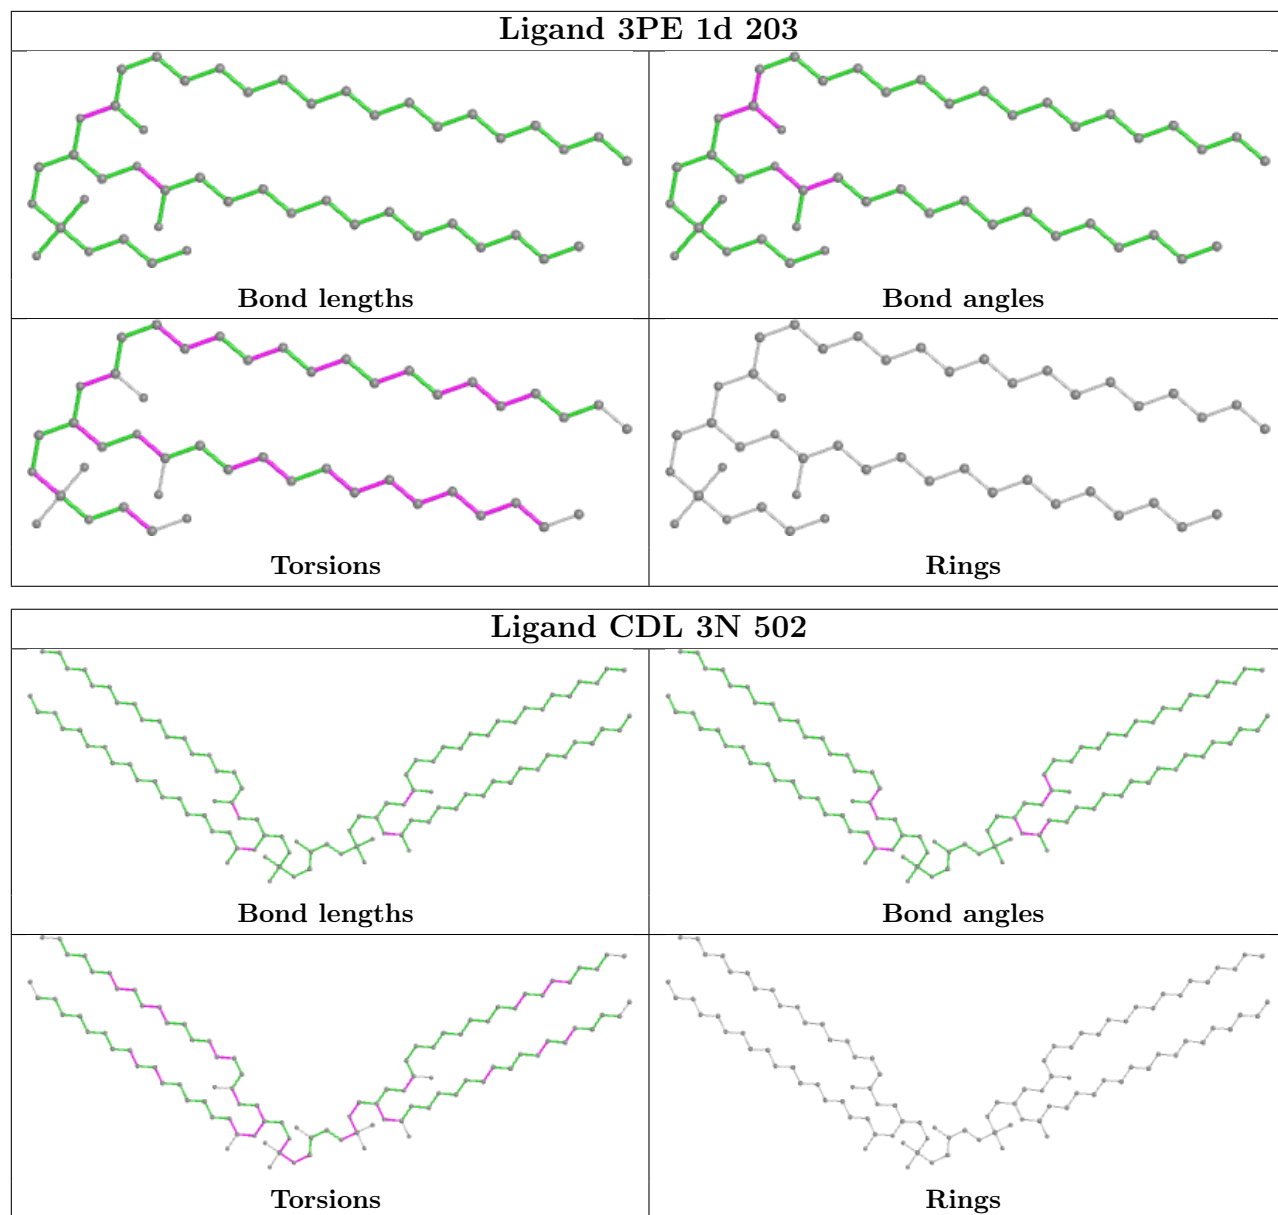 Ligand 3PE 1d 203
Bond lengths
Bond angles
Torsions
Rings
Ligand CDL 3N 502
Bond lengths
Bond angles
Torsions
Rings